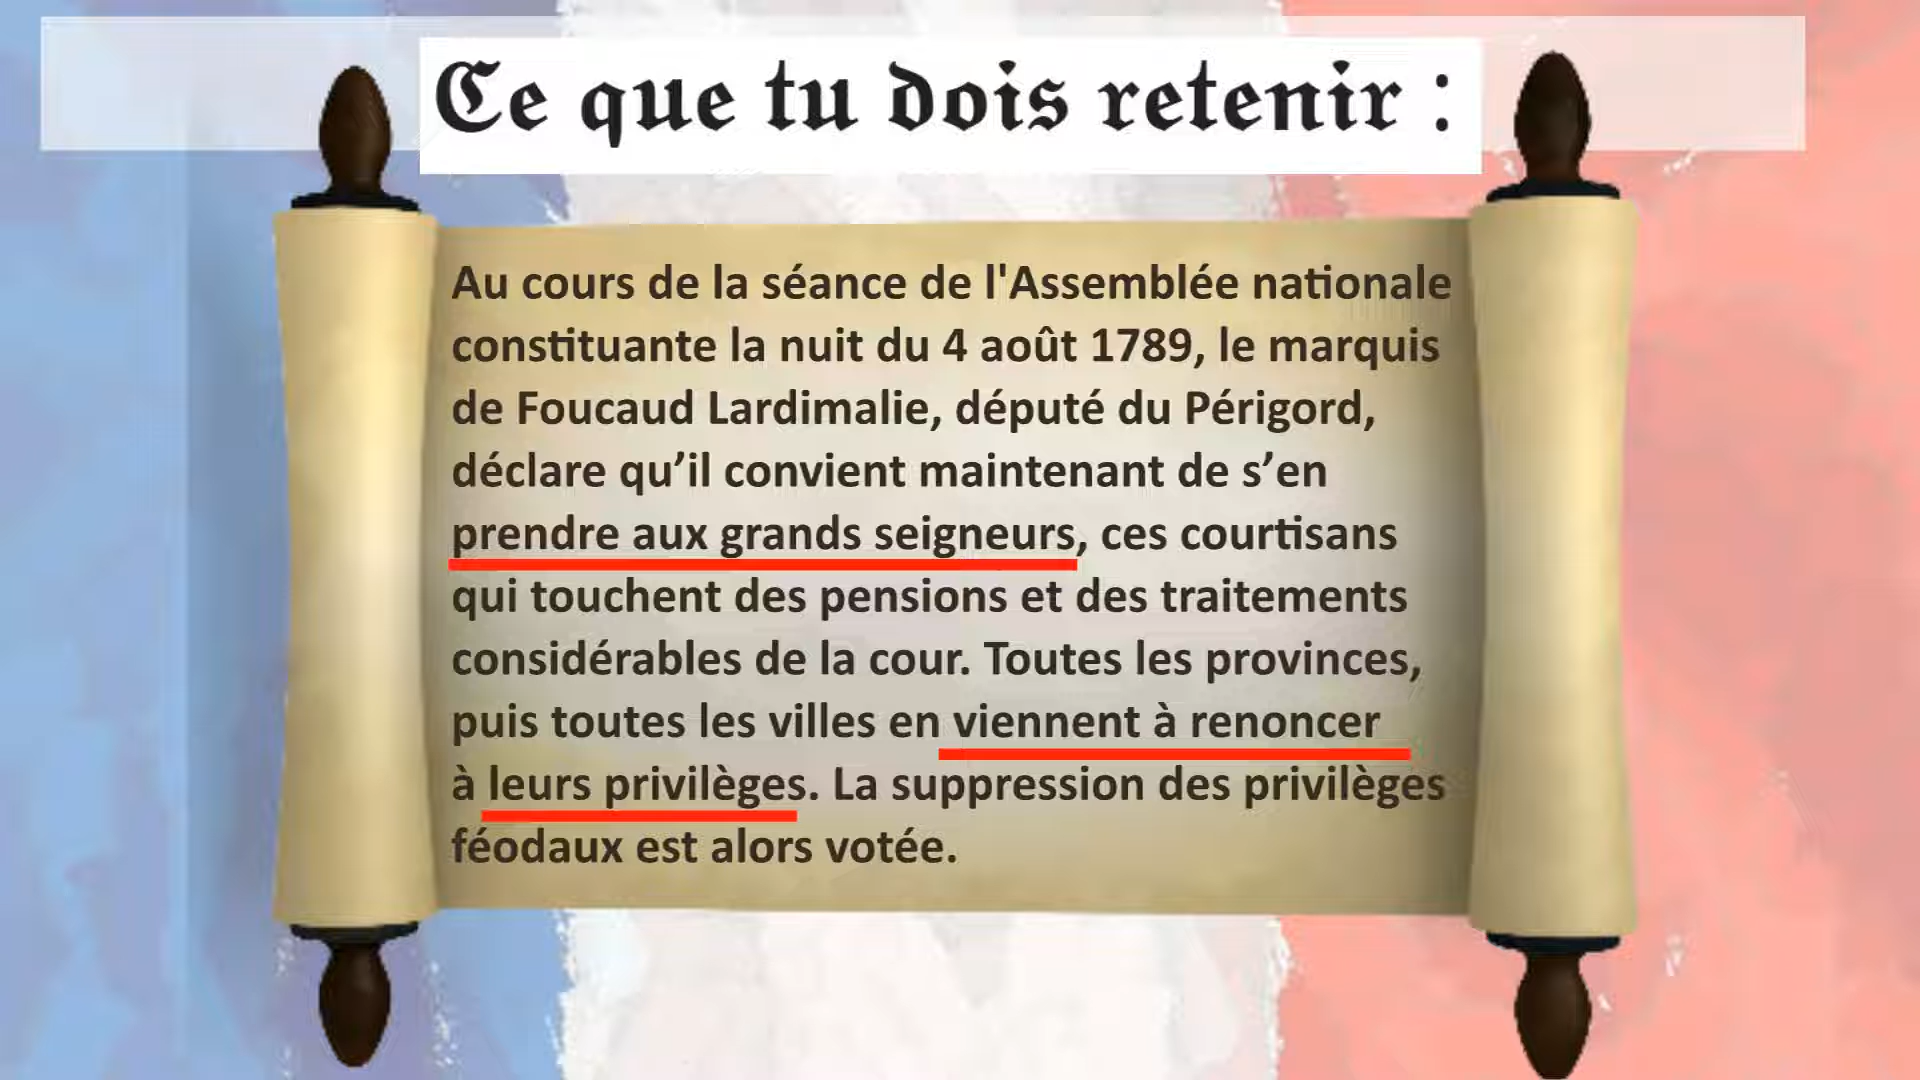 Ce que tu dois retenir :
Au cours de la séance de l'Assemblée nationale
constituante la nuit du 4 août 1789, le marquis
de Foucaud Lardimalie, député du Périgord,
déclare qu’il convient maintenant de s’en
prendre aux grands seigneurs, ces courtisans
qui touchent des pensions et des traitements
considérables de la cour. Toutes les provinces,
puis toutes les villes en viennent à renoncer
à leurs privilèges. La suppression des privilèges
féodaux est alors votée.